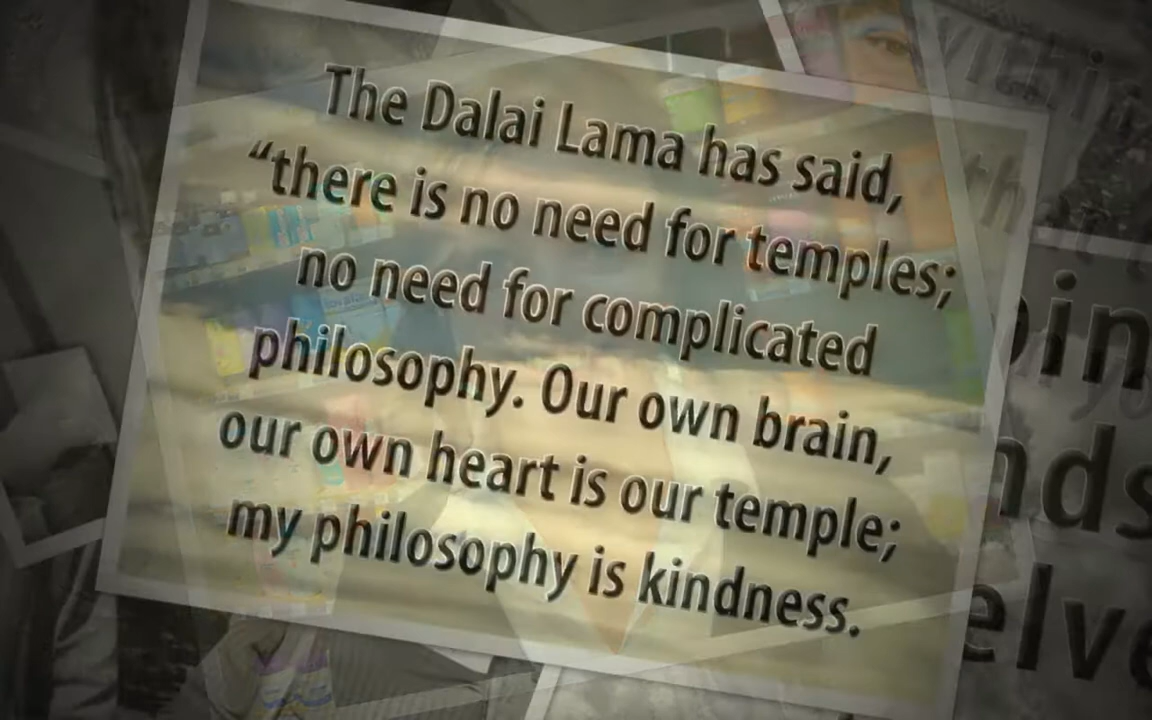 The Dalai Lama has said,
“there is no need for temples;
no need for complicated
philosophy. Our own brain,
our own heart is our temple;
my philosophy is kindness.